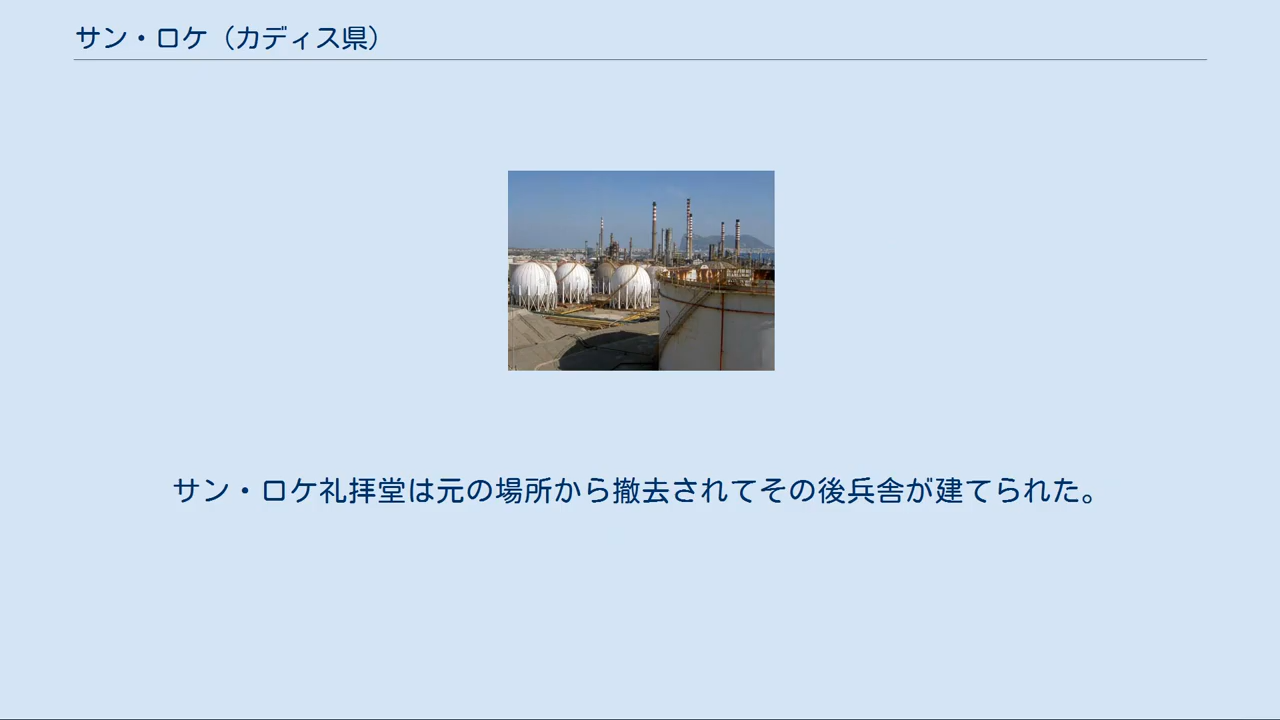 サン・ロケ（カディス県）
サン・ロケ礼拝堂は元の場所から撤去されてその後兵舎が建てられた。